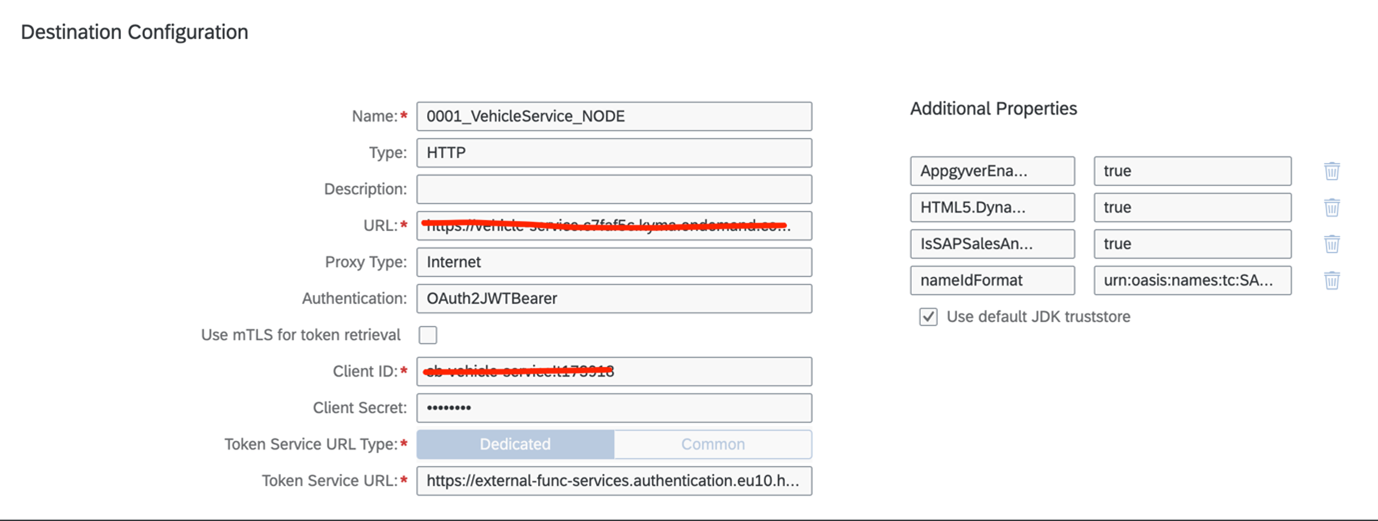 Destination Configuration
Name:* 0001_VehicleService_NODE
Type: HTTP
Description:
URL:*
Proxy Type: Internet
Authentication: OAuth2JWTBearer
Use mTLS for token retrieval
Client ID:*
Client Secret: ••••••••
Token Service URL Type:* Dedicated Common
Token Service URL:* https://external-func-services.authentication.eu10.h...
Additional Properties
AppgyverEna... true
HTML5.Dyna... true
IsSAPSalesAn... true
nameIdFormat urn:oasis:names:tc:SA...
Use default JDK truststore